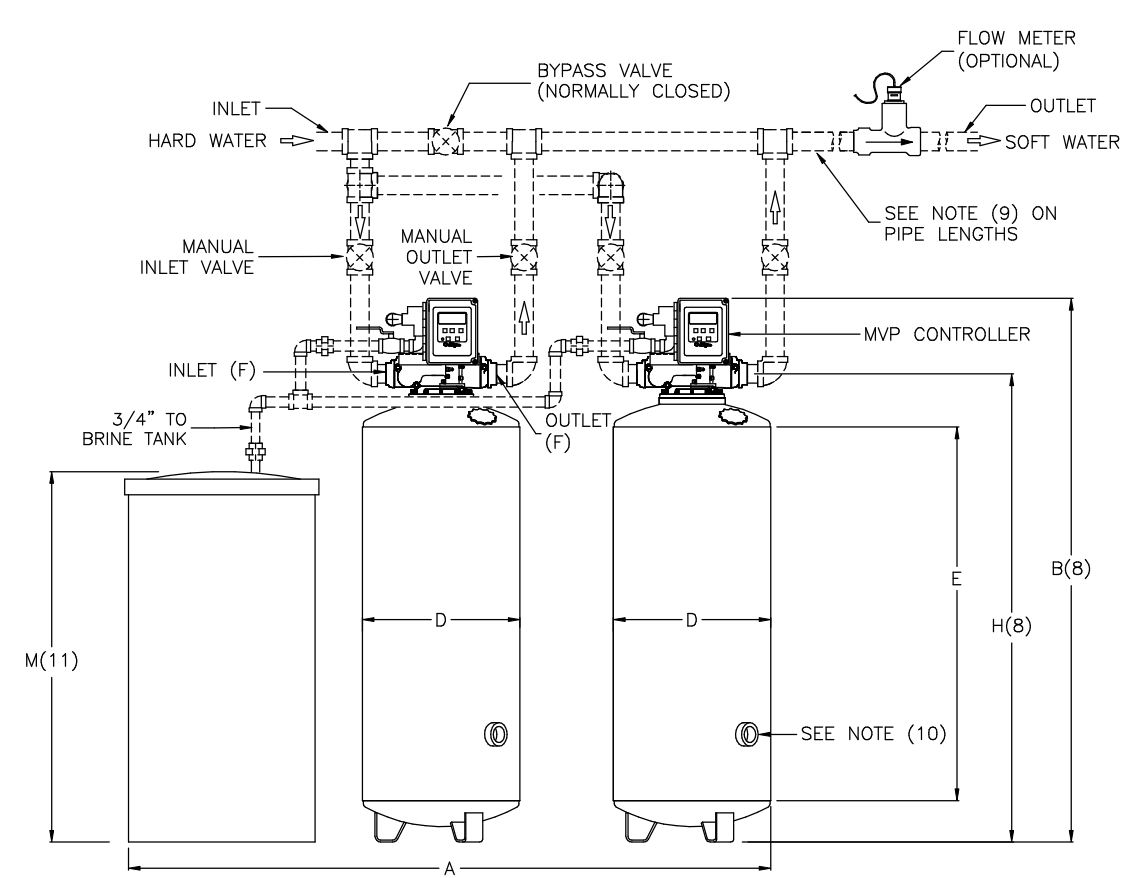 FLOW METER
(OPTIONAL)
BYPASS VALVE
(NORMALLY CLOSED)
INLET
OUTLET
HARD WATER
SOFT WATER
SEE NOTE (9) ON
PIPE LENGTHS
MANUAL
INLET VALVE
MANUAL
OUTLET
VALVE
MVP CONTROLLER
INLET (F)
3/4" TO
BRINE TANK
OUTLET
(F)
B(8)
E
D
D
H(8)
M(11)
SEE NOTE (10)
A